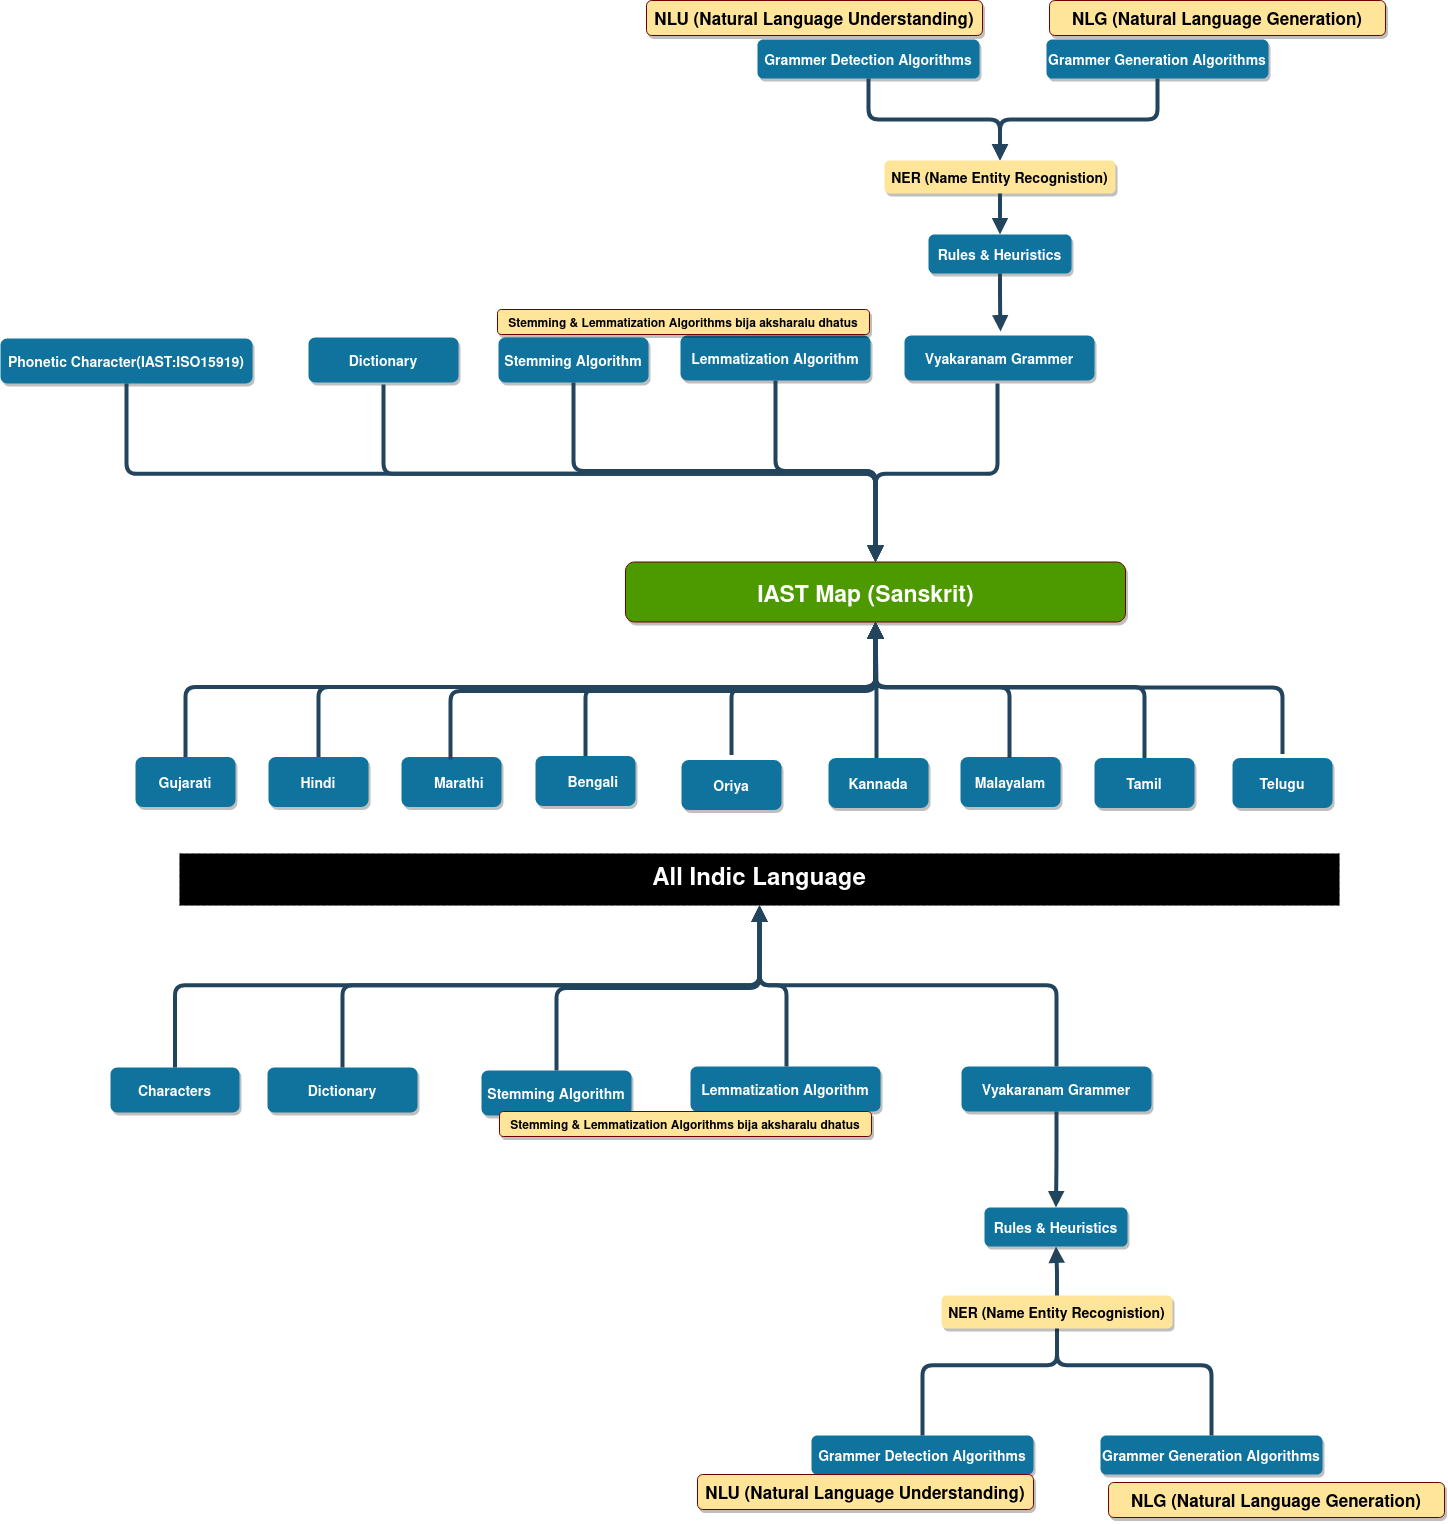 NLU (Natural Language Understanding)
NLG (Natural Language Generation)
Grammer Detection Algorithms
Grammer Generation Algorithms
NER (Name Entity Recognistion)
Rules & Heuristics
Stemming & Lemmatization Algorithms bija aksharalu dhatus
Phonetic Character(IAST:ISO15919)
Dictionary
Stemming Algorithm
Lemmatization Algorithm
Vyakaranam Grammer
IAST Map (Sanskrit)
Gujarati
Hindi
Marathi
Bengali
Oriya
Kannada
Malayalam
Tamil
Telugu
All Indic Language
Characters
Dictionary
Stemming Algorithm
Lemmatization Algorithm
Vyakaranam Grammer
Stemming & Lemmatization Algorithms bija aksharalu dhatus
Rules & Heuristics
NER (Name Entity Recognistion)
Grammer Detection Algorithms
Grammer Generation Algorithms
NLU (Natural Language Understanding)
NLG (Natural Language Generation)